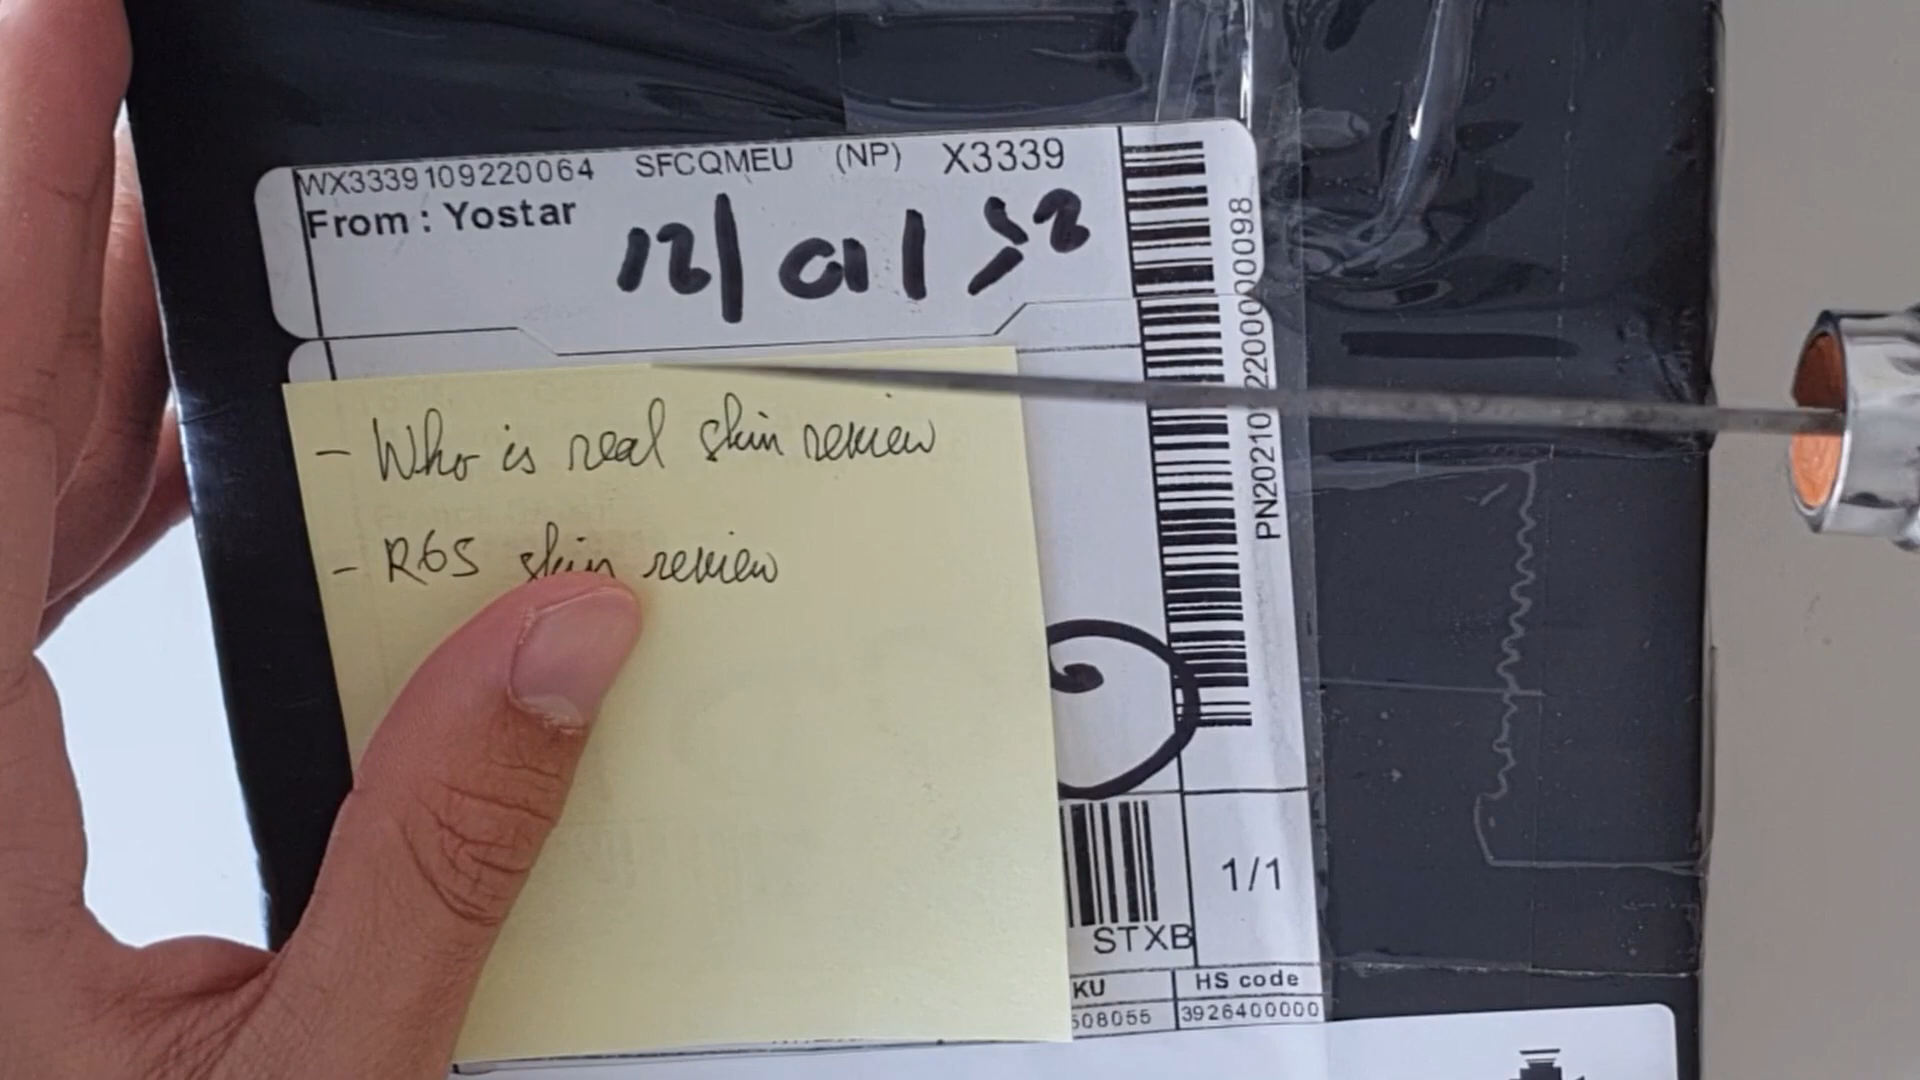 WX3339109220064 SFCQMEU (NP) X3339
From : Yostar
12/01/22
- Who is real skin review
- R6S skin review
1/1
STXB
KU
HS code
508055
3926400000